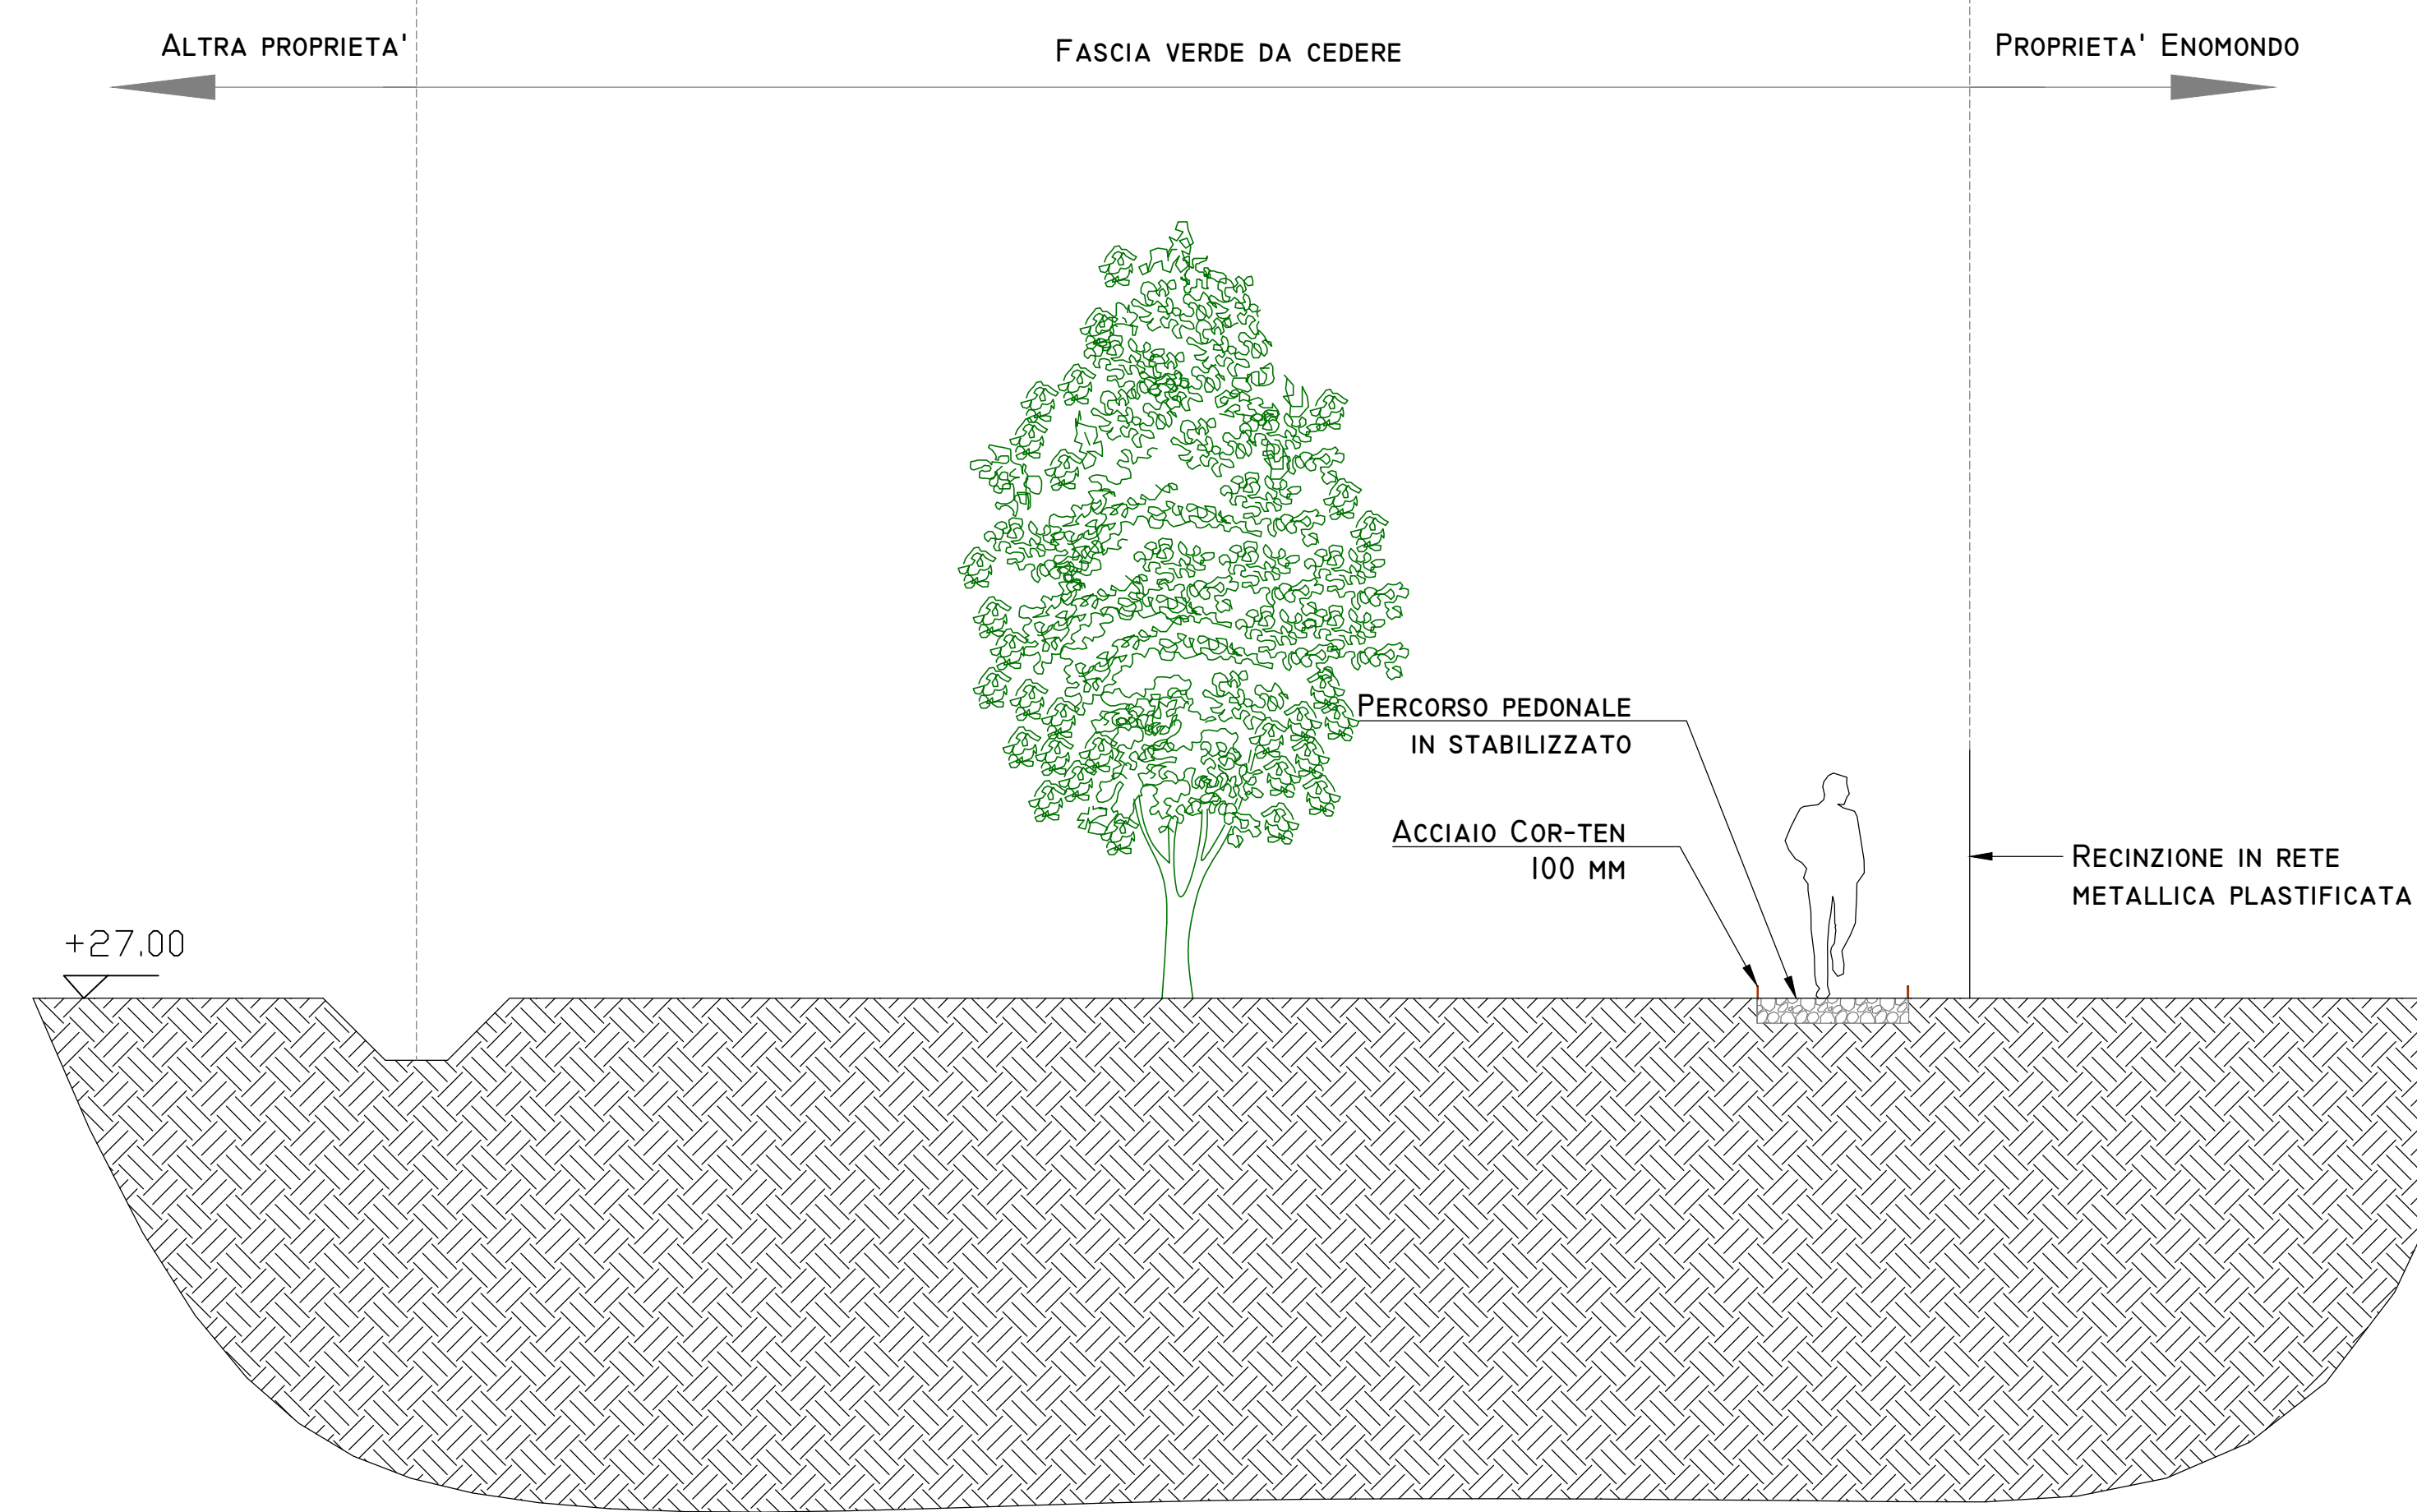 Altra proprieta'
Fascia verde da cedere
Proprieta' Enomondo
Percorso pedonale
in stabilizzato
Acciaio Cor-ten
100 mm
Recinzione in rete
metallica plastificata
+27.00